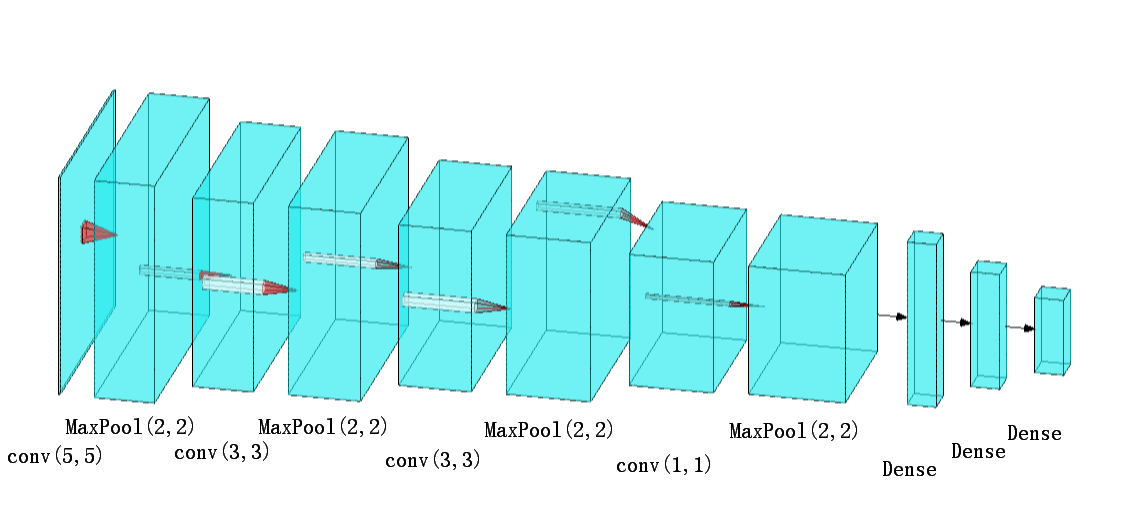 conv(5,5)
MaxPool(2,2)
conv(3,3)
MaxPool(2,2)
conv(3,3)
MaxPool(2,2)
conv(1,1)
MaxPool(2,2)
Dense
Dense
Dense